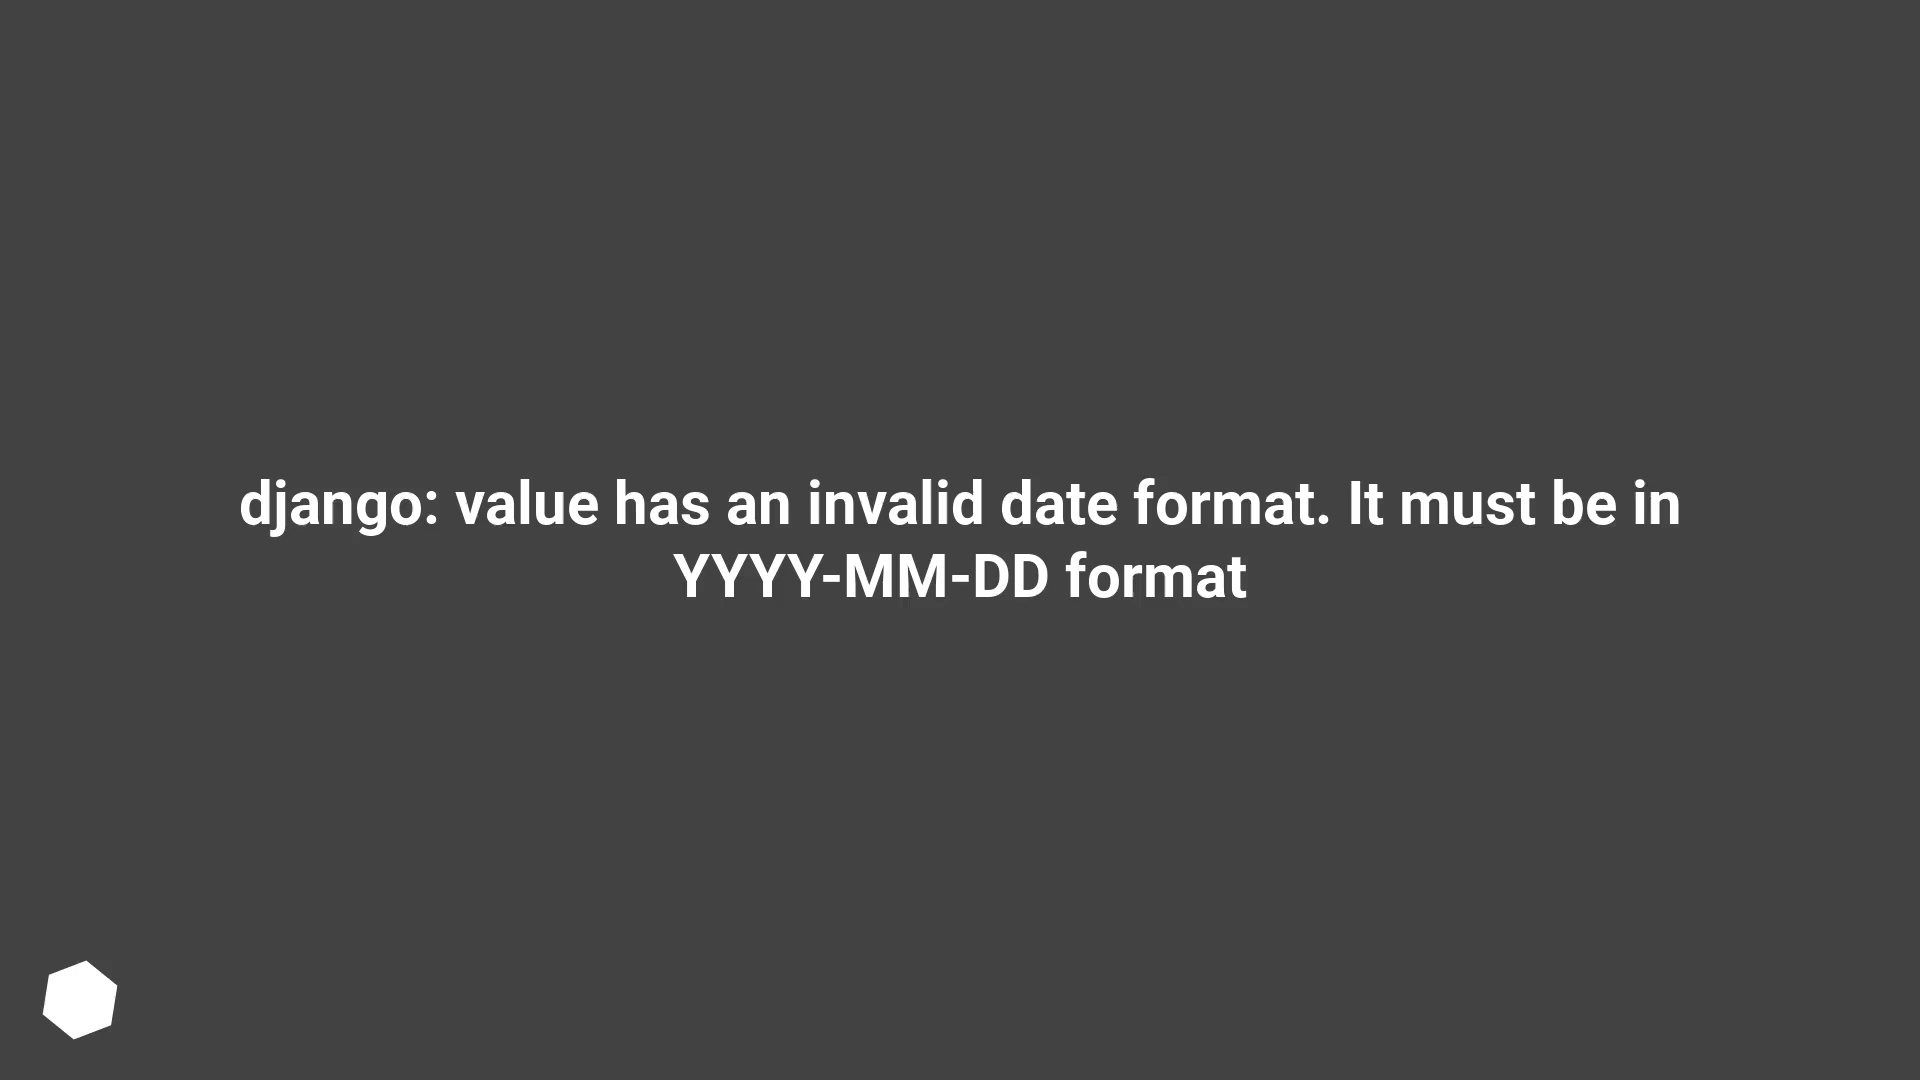 django: value has an invalid date format. It must be in
YYYY-MM-DD format